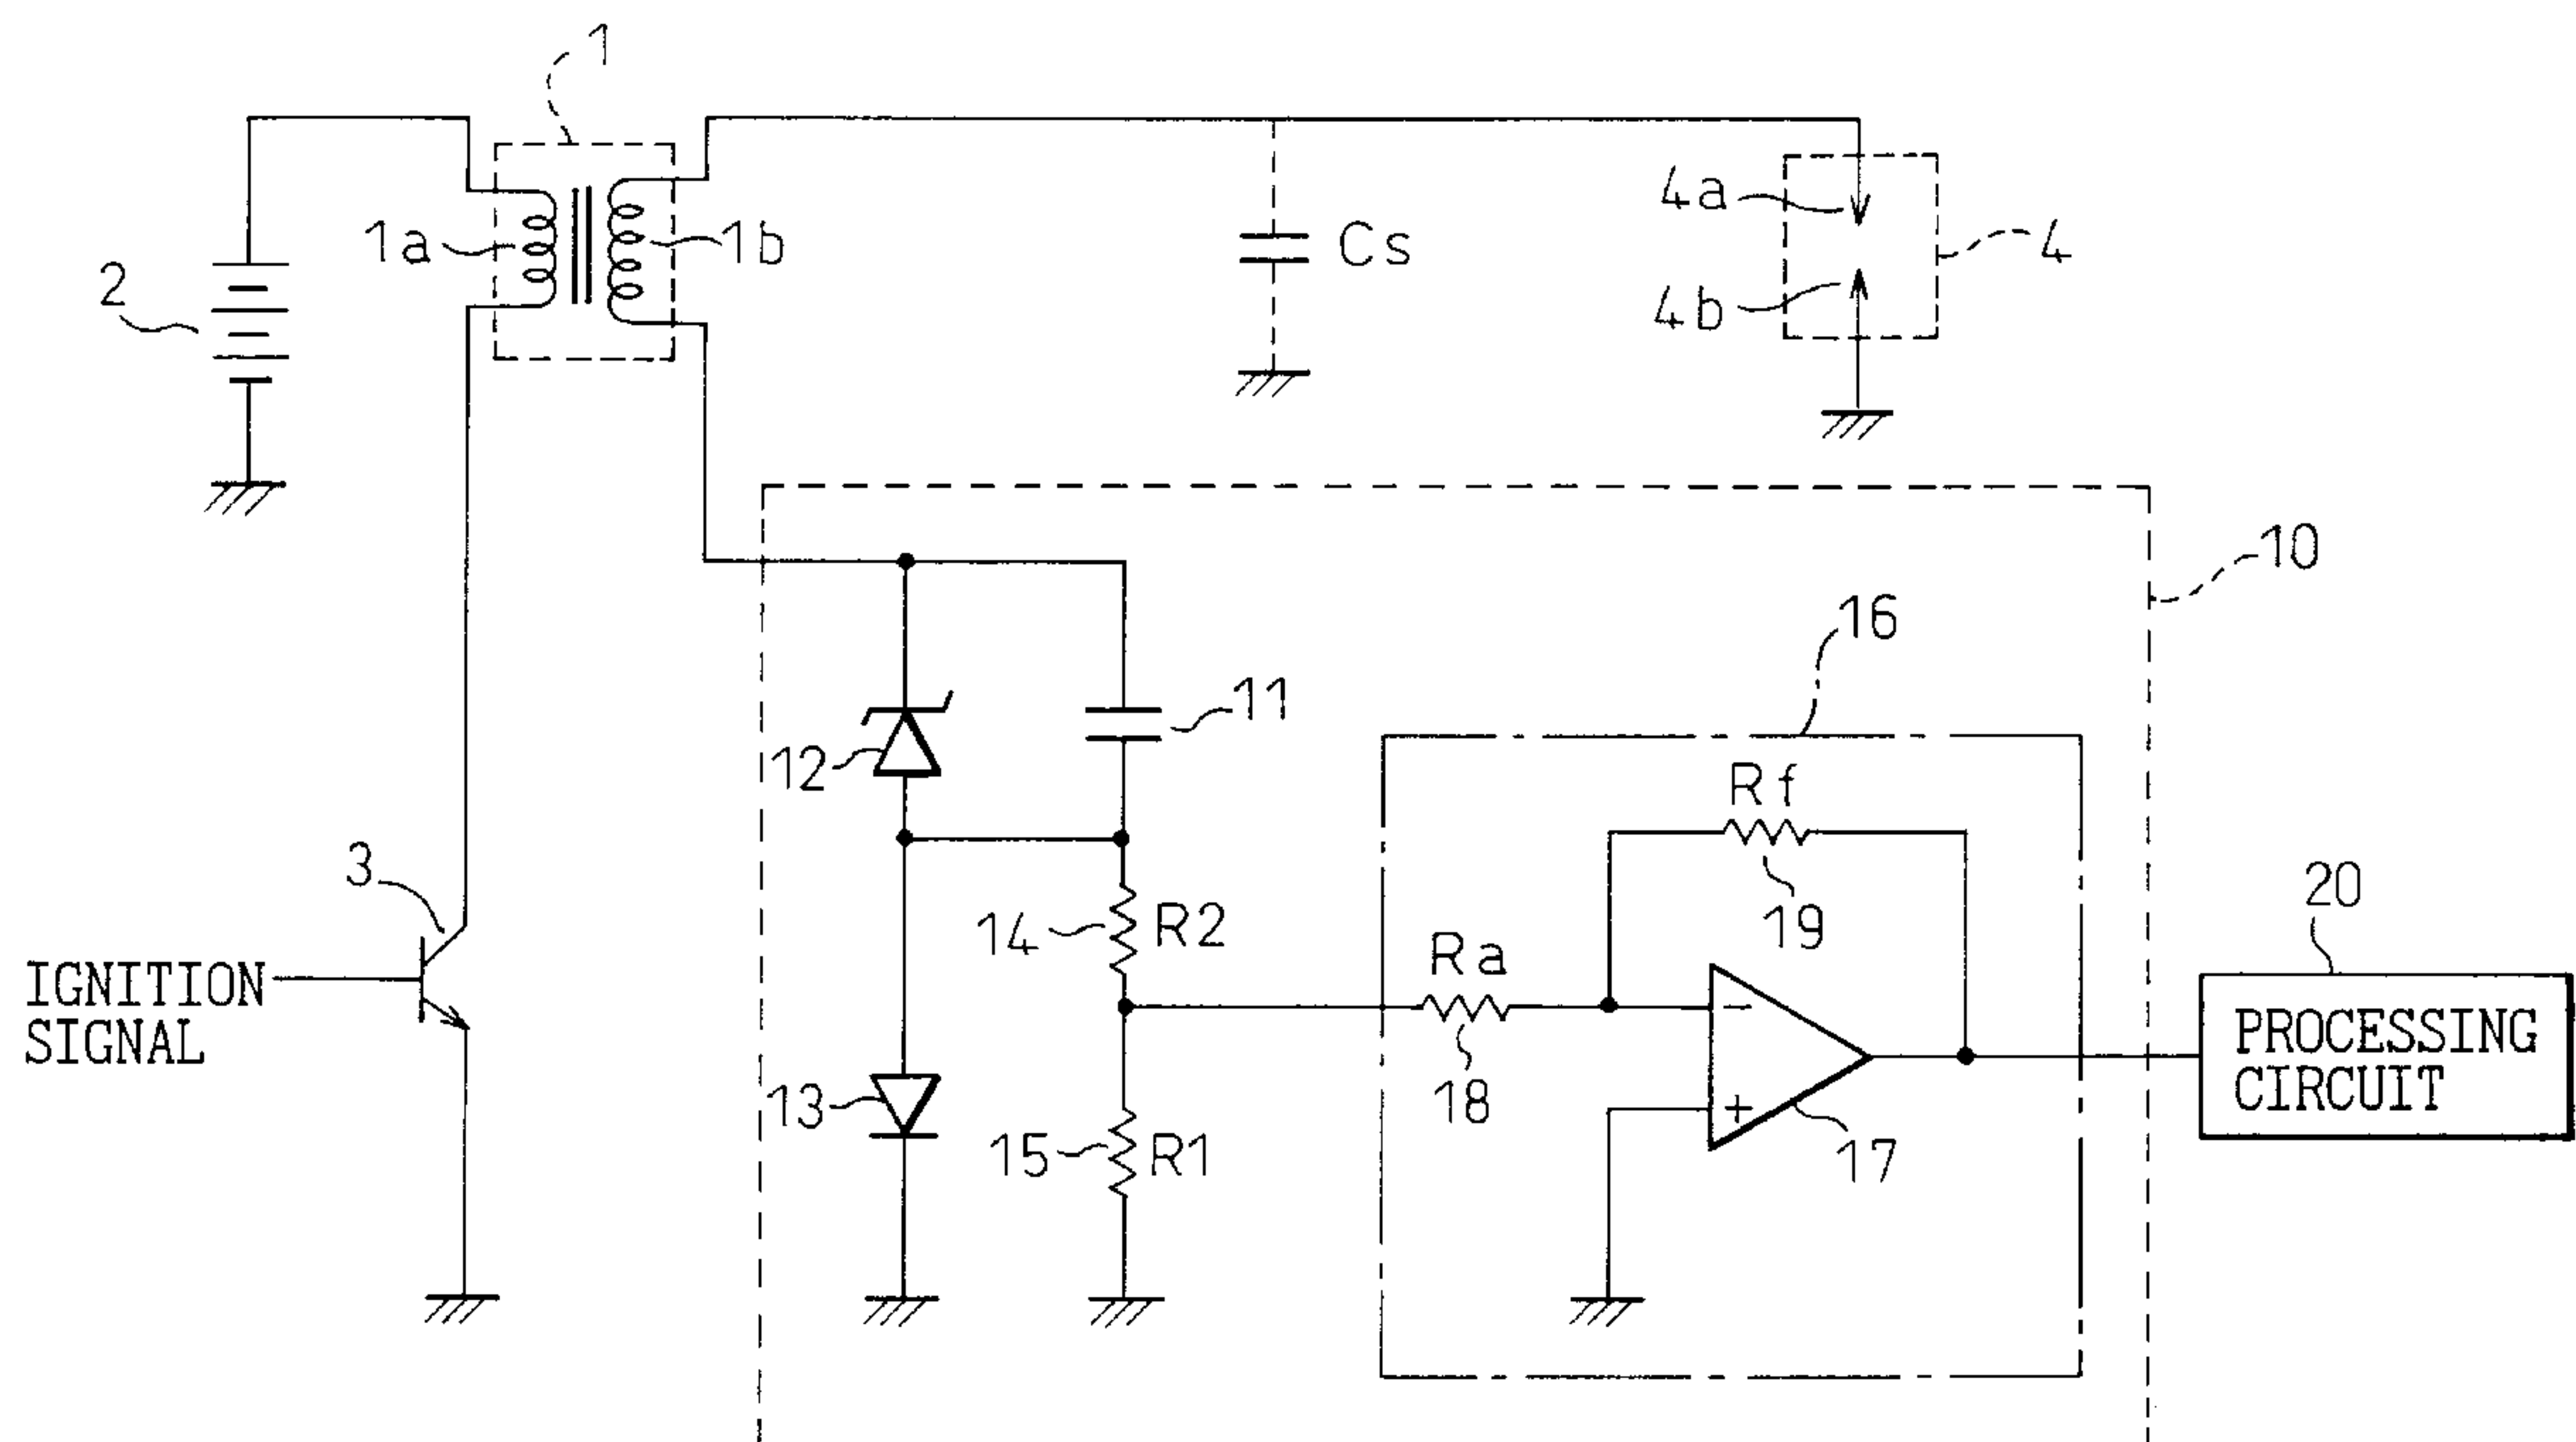 1
1a
1b
Cs
4a
4
4b
2
10
16
11
12
Rf
3
14
R2
19
20
Ra
IGNITION
SIGNAL
−
PROCESSING
CIRCUIT
13
18
+
15
R1
17